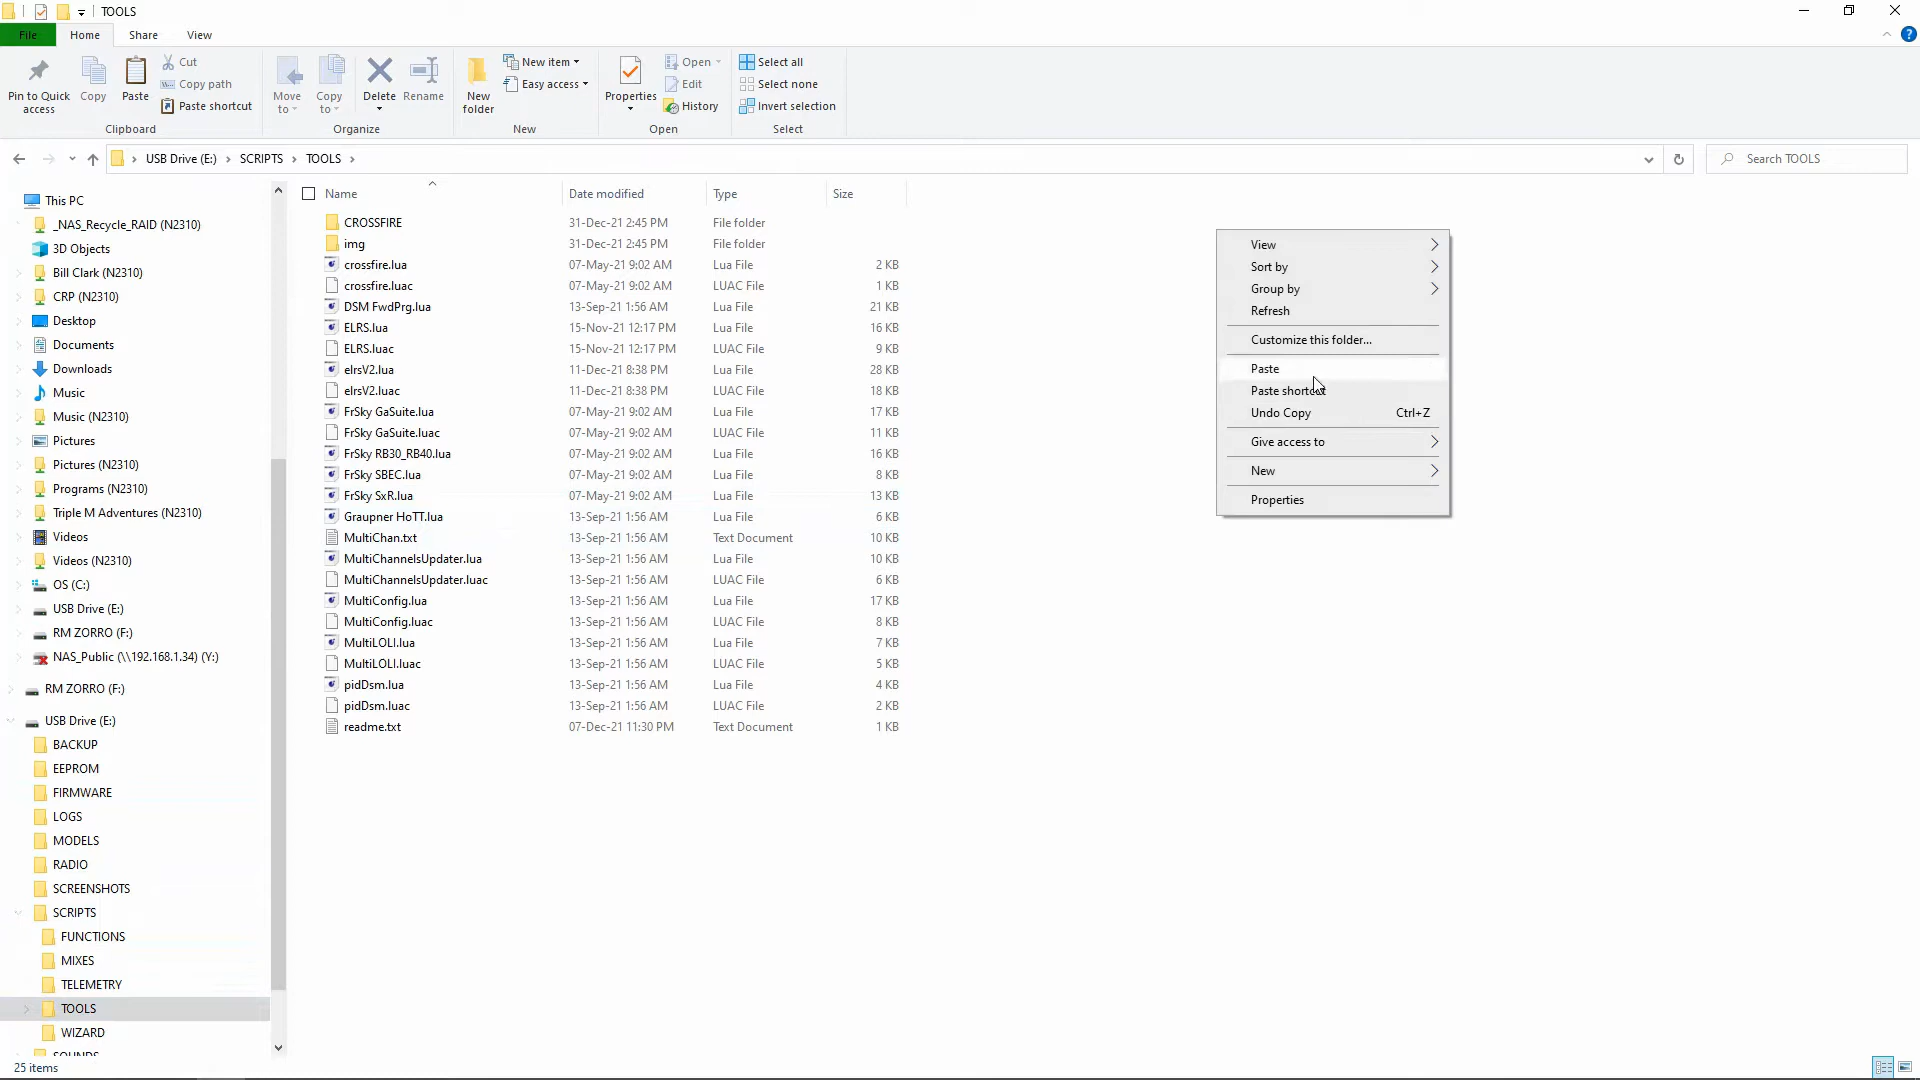 TOOLS
File Home Share View
Pin to Quick access
Copy
Paste
Cut
Copy path
Paste shortcut
Clipboard
Move to
Copy to
Delete
Rename
Organize
New folder
New item
Easy access
New
Properties
Open
Edit
History
Open
Select all
Select none
Invert selection
Select
USB Drive (E:) SCRIPTS TOOLS
Search TOOLS
This PC
_NAS_Recycle_RAID (N2310)
3D Objects
Bill Clark (N2310)
CRP (N2310)
Desktop
Documents
Downloads
Music
Music (N2310)
Pictures
Pictures (N2310)
Programs (N2310)
Triple M Adventures (N2310)
Videos
Videos (N2310)
OS (C:)
USB Drive (E:)
RM ZORRO (F:)
NAS_Public (\\192.168.1.34) (Y:)
RM ZORRO (F:)
USB Drive (E:)
BACKUP
EEPROM
FIRMWARE
LOGS
MODELS
RADIO
SCREENSHOTS
SCRIPTS
FUNCTIONS
MIXES
TELEMETRY
TOOLS
WIZARD
SOUNDS
Name Date modified Type Size
CROSSFIRE 31-Dec-21 2:45 PM File folder
img 31-Dec-21 2:45 PM File folder
crossfire.lua 07-May-21 9:02 AM Lua File 2 KB
crossfire.luac 07-May-21 9:02 AM LUAC File 1 KB
DSM FwdPrg.lua 13-Sep-21 1:56 AM Lua File 21 KB
ELRS.lua 15-Nov-21 12:17 PM Lua File 16 KB
ELRS.luac 15-Nov-21 12:17 PM LUAC File 9 KB
elrsV2.lua 11-Dec-21 8:38 PM Lua File 28 KB
elrsV2.luac 11-Dec-21 8:38 PM LUAC File 18 KB
FrSky GaSuite.lua 07-May-21 9:02 AM Lua File 17 KB
FrSky GaSuite.luac 07-May-21 9:02 AM LUAC File 11 KB
FrSky RB30_RB40.lua 07-May-21 9:02 AM Lua File 16 KB
FrSky SBEC.lua 07-May-21 9:02 AM Lua File 8 KB
FrSky SxR.lua 07-May-21 9:02 AM Lua File 13 KB
Graupner HoTT.lua 13-Sep-21 1:56 AM Lua File 6 KB
MultiChan.txt 13-Sep-21 1:56 AM Text Document 10 KB
MultiChannelsUpdater.lua 13-Sep-21 1:56 AM Lua File 10 KB
MultiChannelsUpdater.luac 13-Sep-21 1:56 AM LUAC File 6 KB
MultiConfig.lua 13-Sep-21 1:56 AM Lua File 17 KB
MultiConfig.luac 13-Sep-21 1:56 AM LUAC File 8 KB
MultiLOLI.lua 13-Sep-21 1:56 AM Lua File 7 KB
MultiLOLI.luac 13-Sep-21 1:56 AM LUAC File 5 KB
pidDsm.lua 13-Sep-21 1:56 AM Lua File 4 KB
pidDsm.luac 13-Sep-21 1:56 AM LUAC File 2 KB
readme.txt 07-Dec-21 11:30 PM Text Document 1 KB
View
Sort by
Group by
Refresh
Customize this folder...
Paste
Paste shortcut
Undo Copy Ctrl+Z
Give access to
New
Properties
25 items